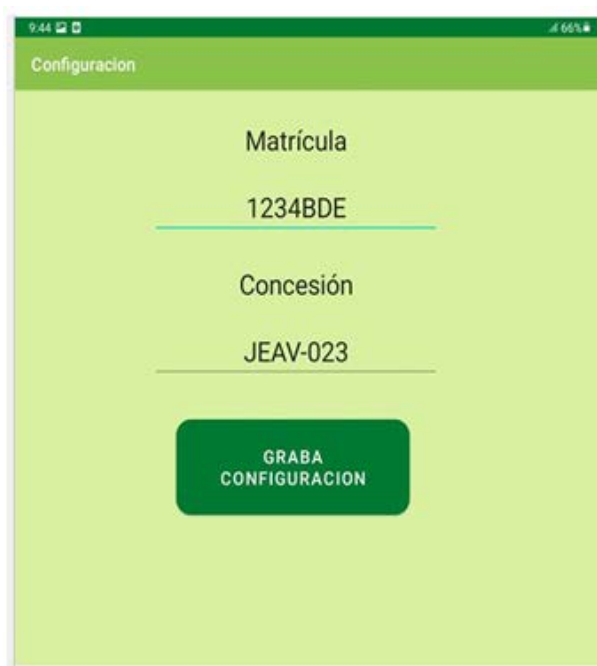 9:44
66%
Configuracion
Matrícula
1234BDE
Concesión
JEAV-023
GRABA
CONFIGURACION